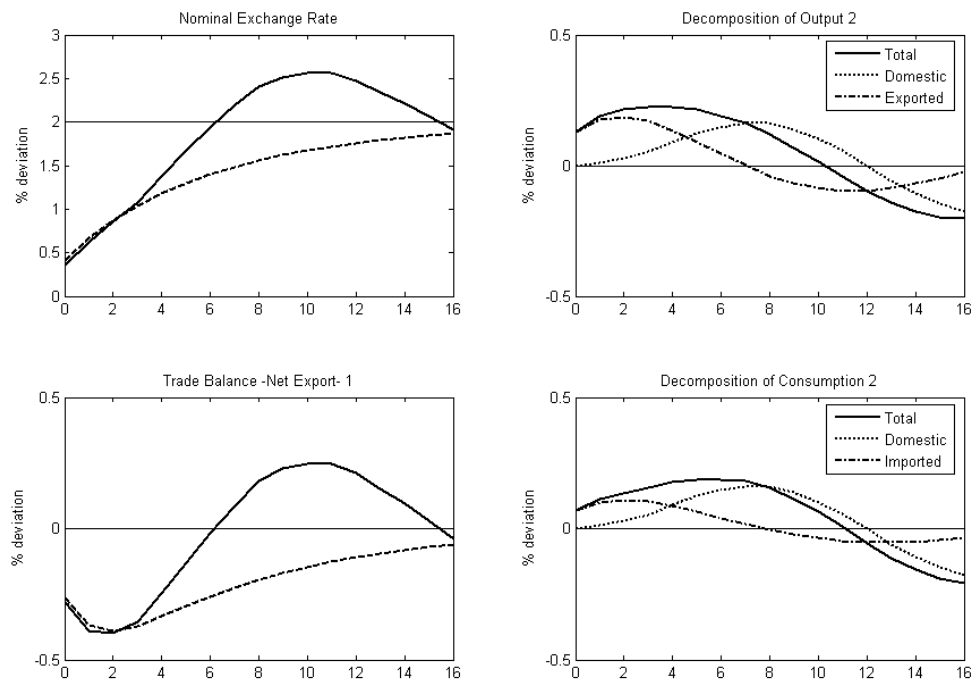 Nominal Exchange Rate
3
2.5
2
1.5
1
0.5
0
% deviation
0 2 4 6 8 10 12 14 16
Decomposition of Output 2
0.5
0
-0.5
% deviation
Total
Domestic
Exported
0 2 4 6 8 10 12 14 16
Trade Balance -Net Export- 1
0.5
0
-0.5
% deviation
0 2 4 6 8 10 12 14 16
Decomposition of Consumption 2
0.5
0
-0.5
% deviation
Total
Domestic
Imported
0 2 4 6 8 10 12 14 16